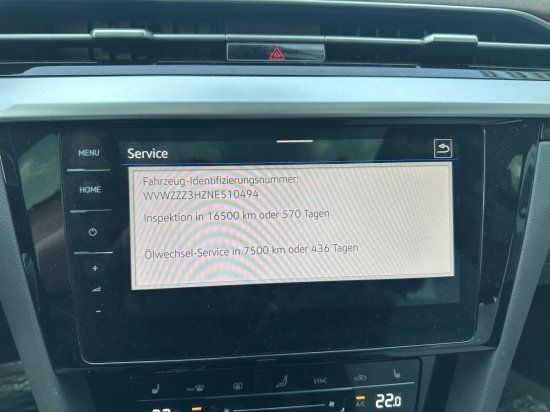 Service
MENU
HOME
Fahrzeug-Identifizierungsnummer:
WVWZZZ3HZNE510494
Inspektion in 16500 km oder 570 Tagen
Ölwechsel-Service in 7500 km oder 436 Tagen
+
-
SYNC
A/C
22.0